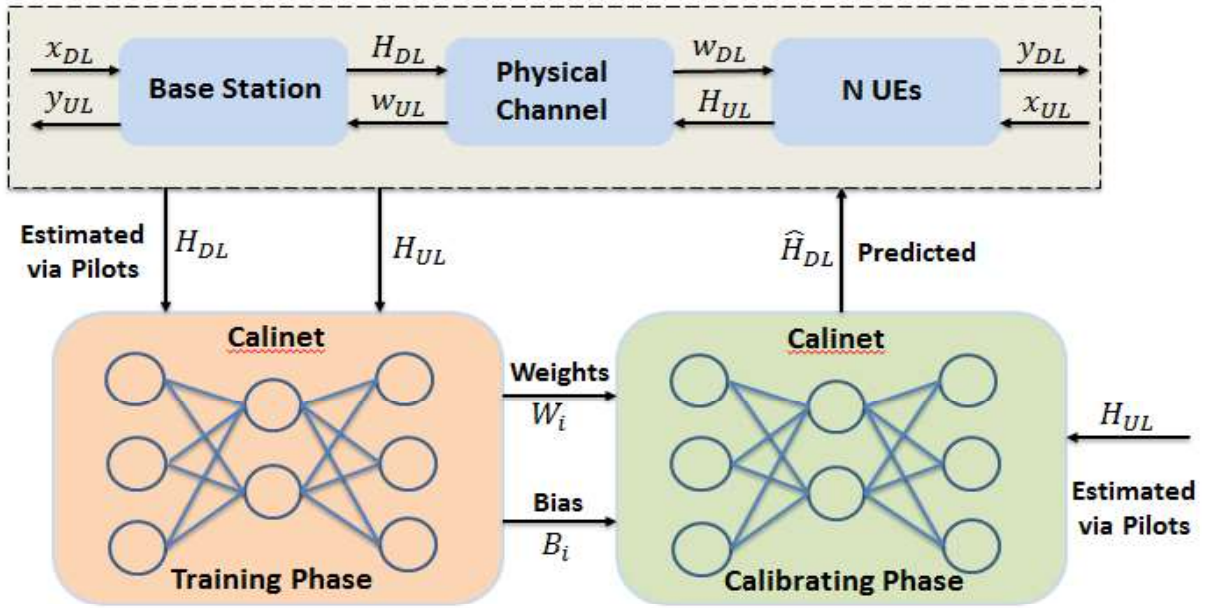 x_DL H_DL w_DL y_DL
Base Station Physical Channel N UEs
y_UL w_UL H_UL x_UL
Estimated via Pilots
H_DL
H_UL
Ĥ_DL Predicted
Calinet
Training Phase
Weights
W_i
Bias
B_i
Calinet
Calibrating Phase
H_UL
Estimated via Pilots